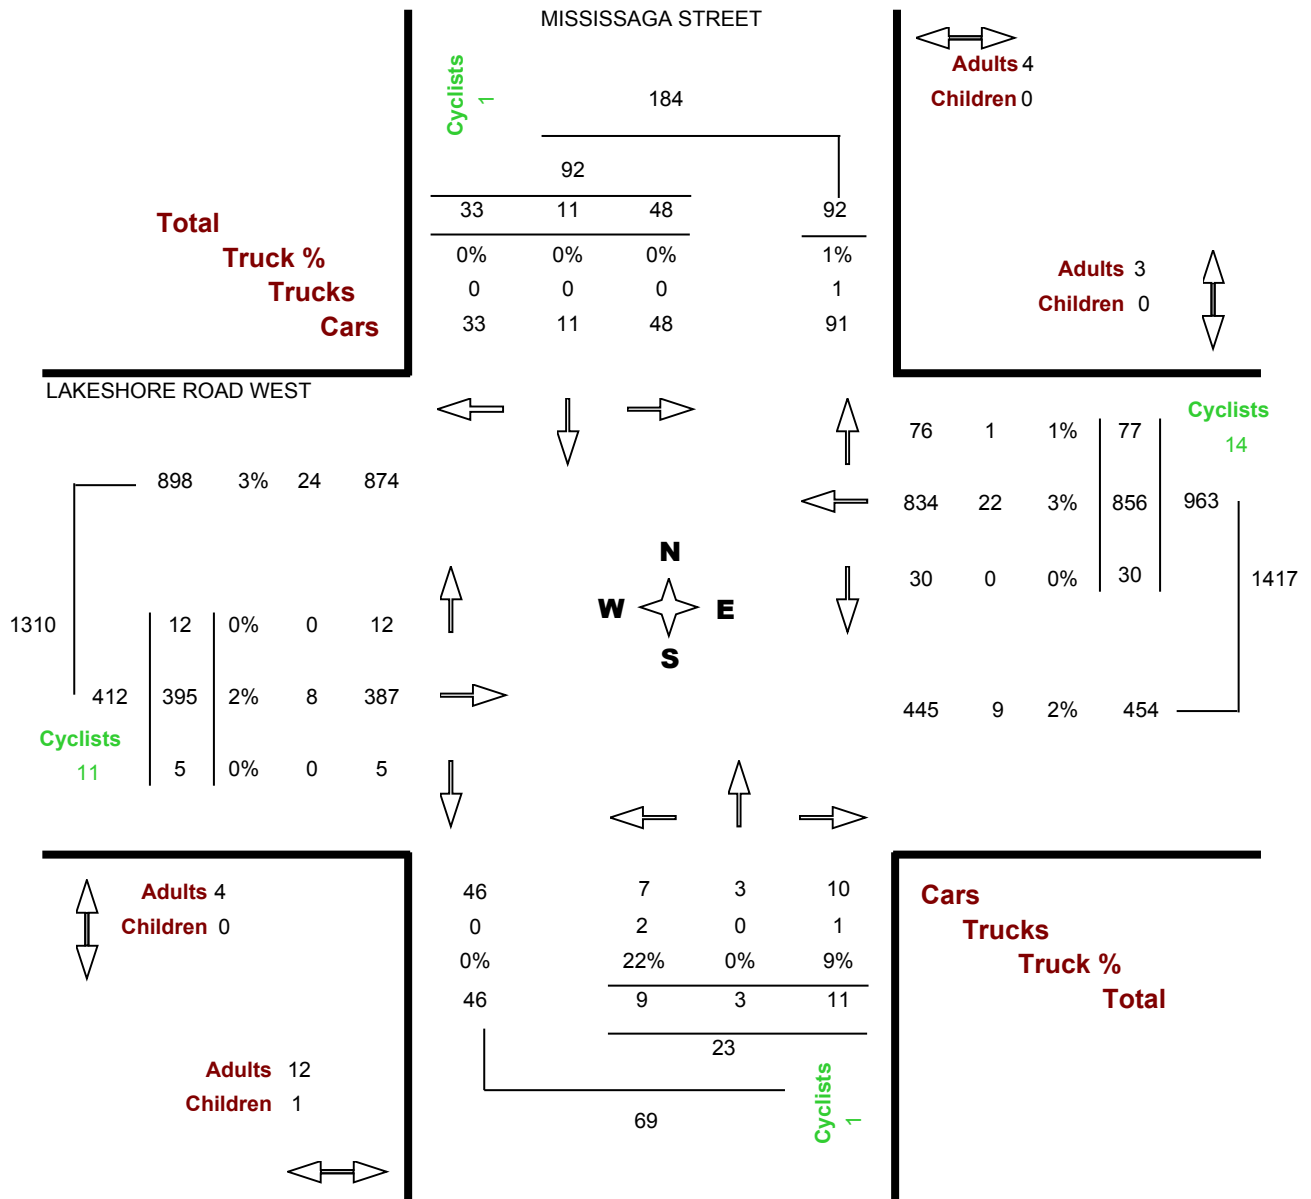 MISSISSAGA STREET
Adults 4
Children 0
Cyclists
1
184
92
33 11 48 92
Total
0% 0% 0% 1%
Truck %
0 0 0 1
Trucks
33 11 48 91
Cars
Adults 3
Children 0
LAKESHORE ROAD WEST
Cyclists
14
76 1 1% 77
898 3% 24 874
834 22 3% 856 963
30 0 0% 30
1417
N
W E
S
1310
12 0% 0 12
412 395 2% 8 387
445 9 2% 454
Cyclists
11
5 0% 0 5
Adults 4
Children 0
46 7 3 10
0 2 0 1
0% 22% 0% 9%
46 9 3 11
Cars
Trucks
Truck %
Total
23
Adults 12
Children 1
Cyclists
1
69